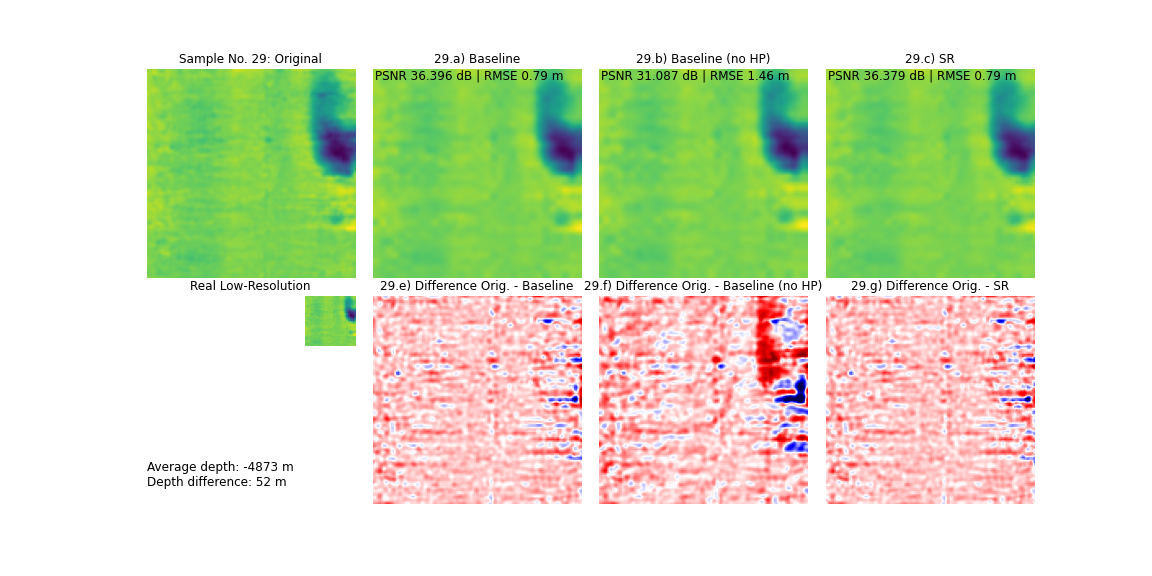 Sample No. 29: Original
29.a) Baseline
29.b) Baseline (no HP)
29.c) SR
PSNR 36.396 dB | RMSE 0.79 m
PSNR 31.087 dB | RMSE 1.46 m
PSNR 36.379 dB | RMSE 0.79 m
Real Low-Resolution
29.e) Difference Orig. - Baseline
29.f) Difference Orig. - Baseline (no HP)
29.g) Difference Orig. - SR
Average depth: -4873 m
Depth difference: 52 m